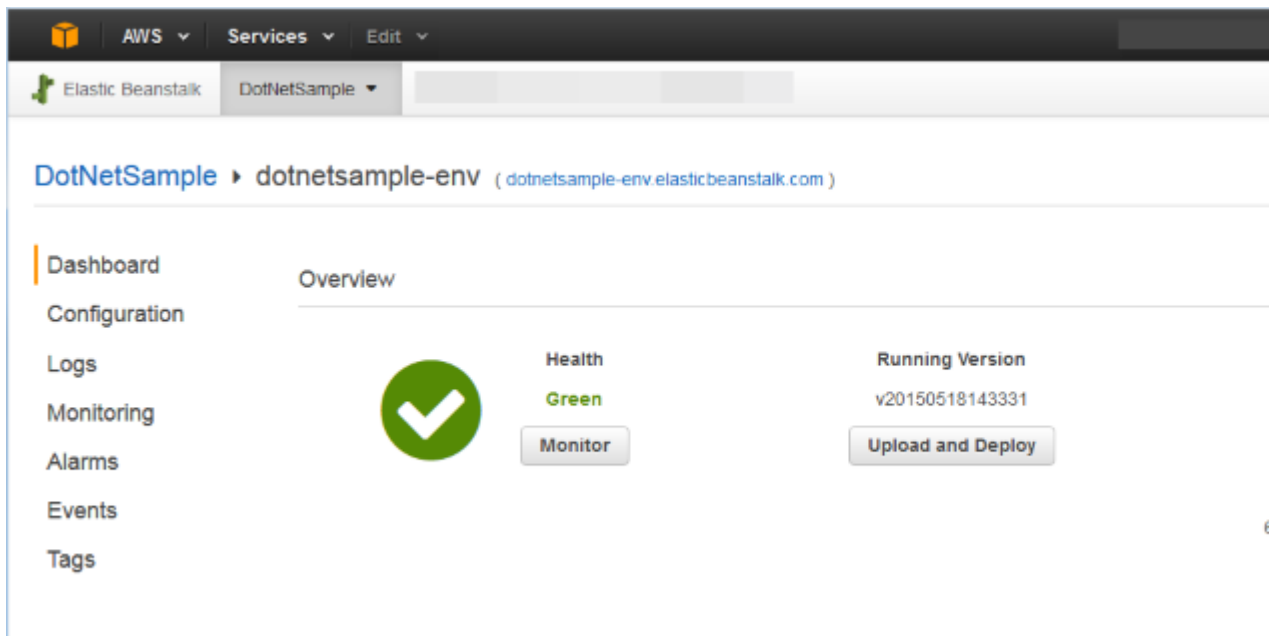 AWS Services Edit
Elastic Beanstalk DotNetSample
DotNetSample dotnetsample-env ( dotnetsample-env.elasticbeanstalk.com )
Dashboard
Overview
Configuration
Health Running Version
Logs
Green v20150518143331
Monitoring
Monitor Upload and Deploy
Alarms
Events
Tags